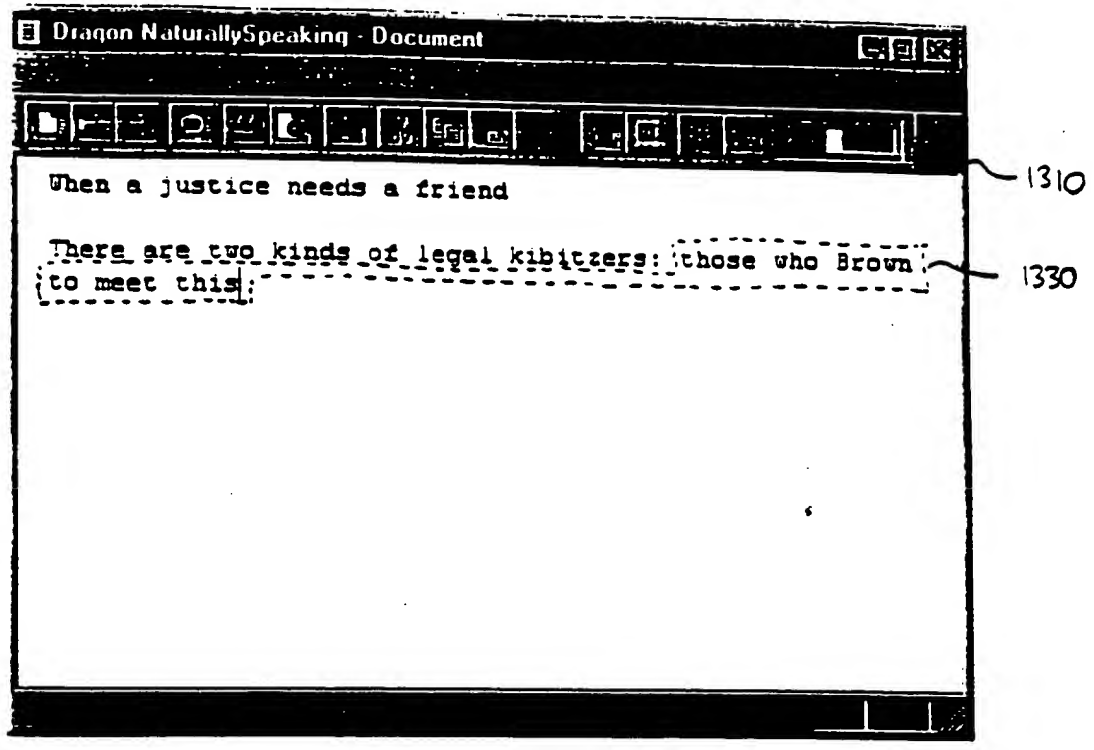 Dragon NaturallySpeaking - Document
1310
When a justice needs a friend
There are two kinds of legal kibitzers: those who Brown
to meet this
1330